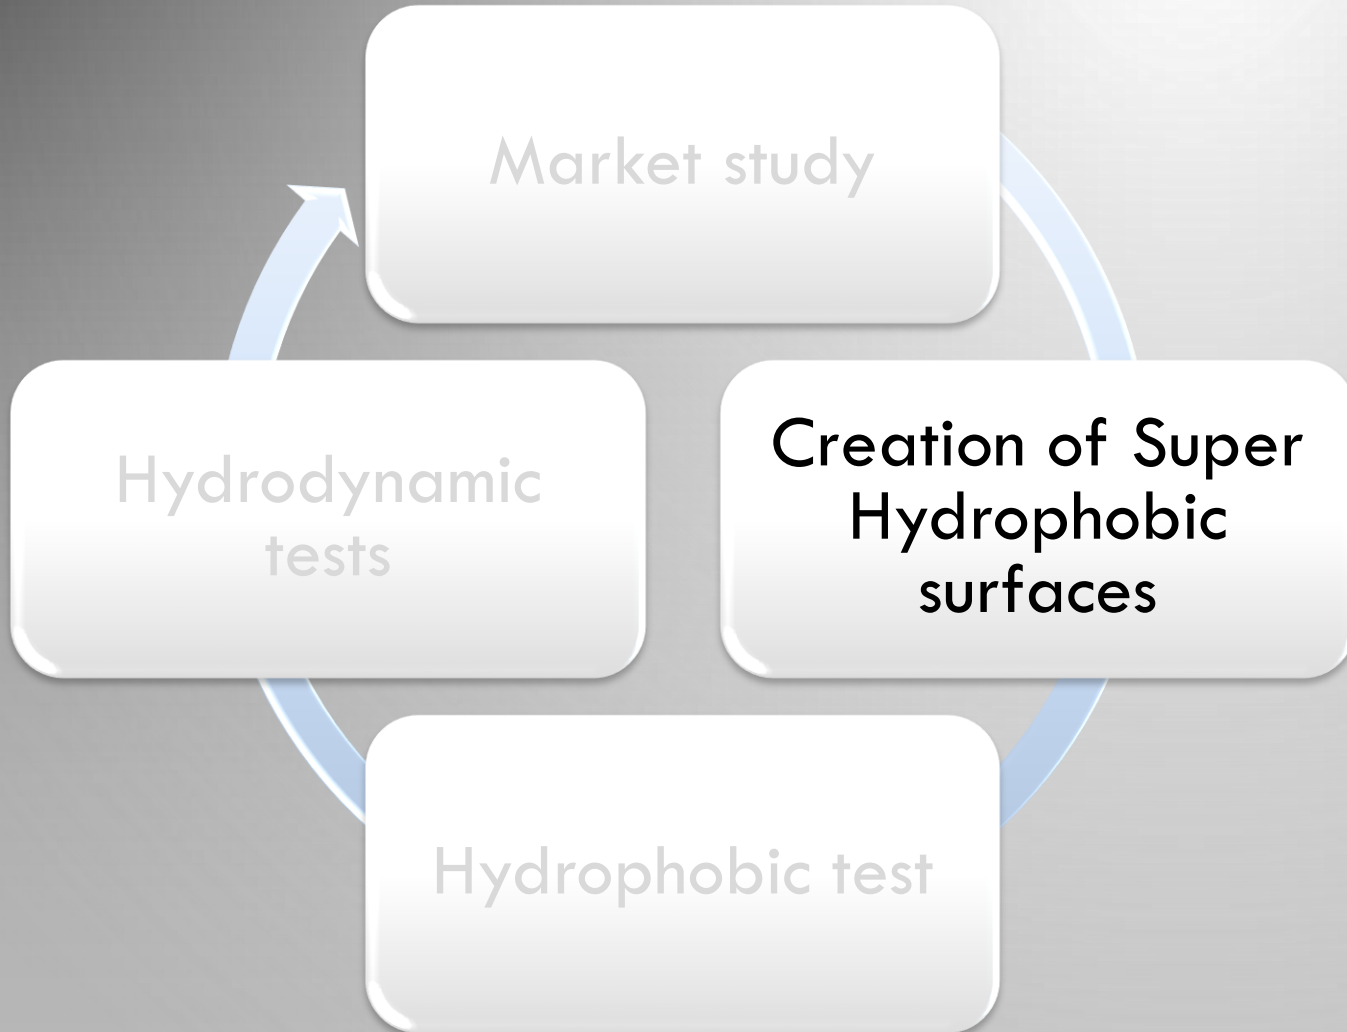 Market study
Hydrodynamic
tests
Creation of Super
Hydrophobic
surfaces
Hydrophobic test